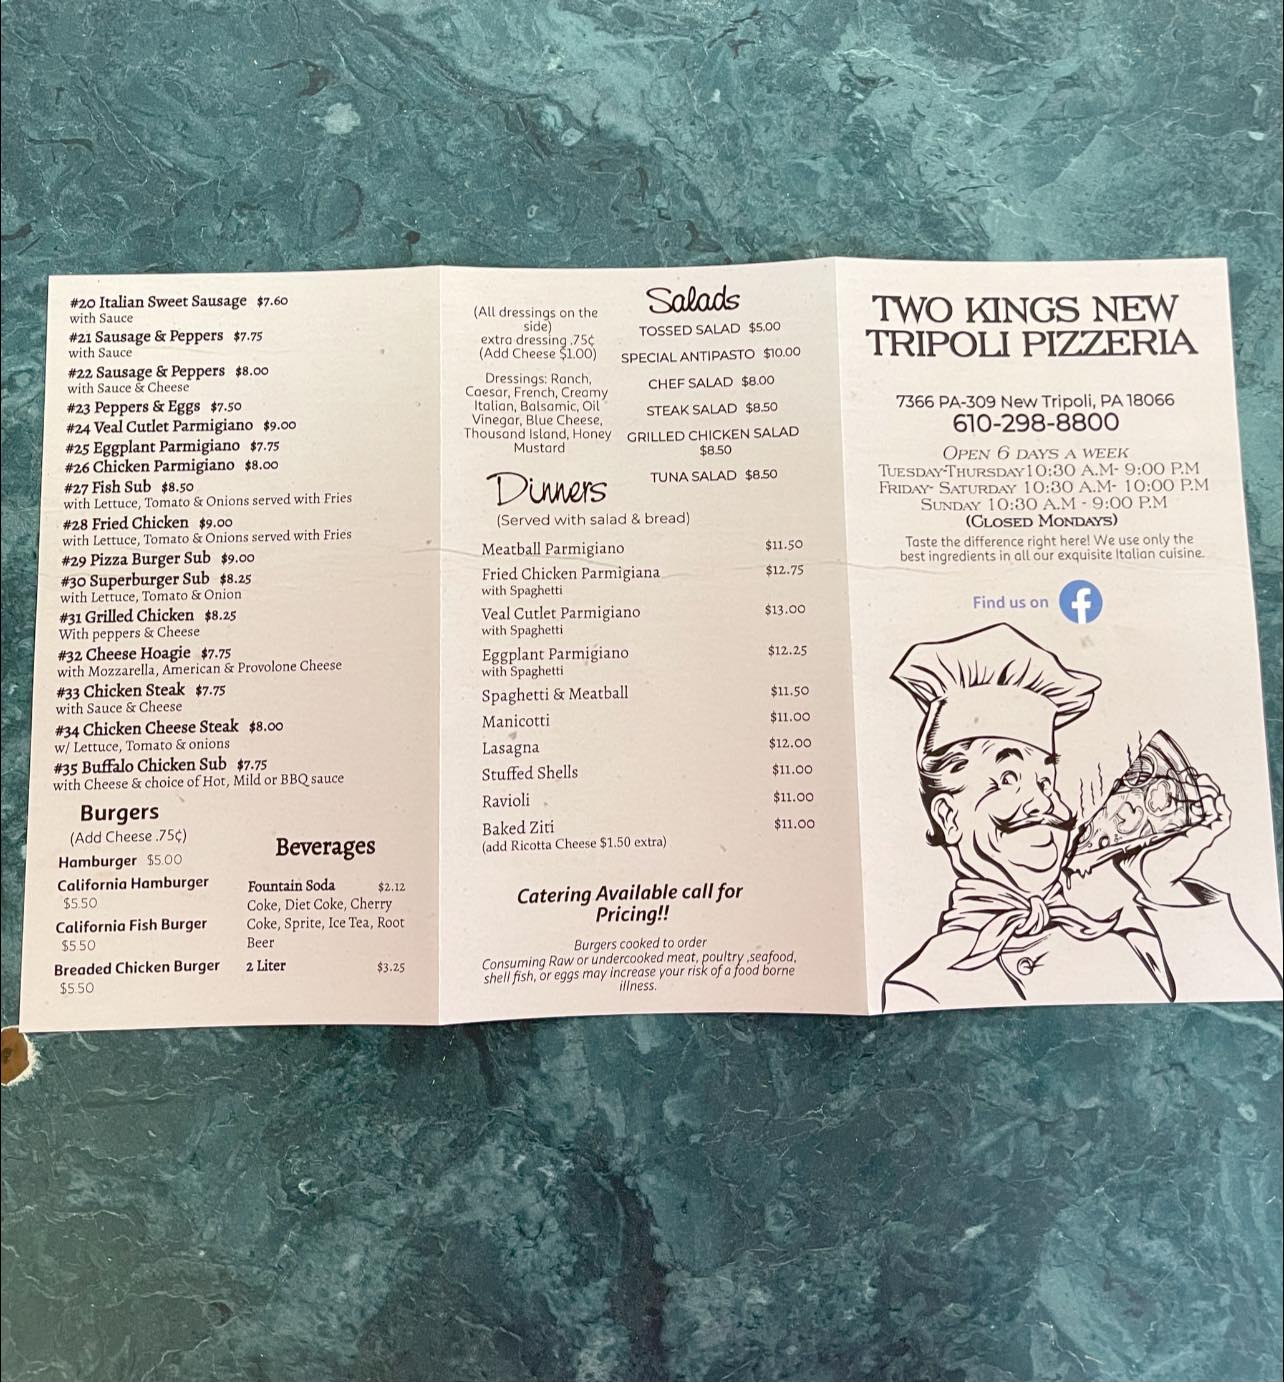 #20 Italian Sweet Sausage $7.60
with Sauce
#21 Sausage & Peppers $7.75
with Sauce
#22 Sausage & Peppers $8.00
with Sauce & Cheese
#23 Peppers & Eggs $7.50
#24 Veal Cutlet Parmigiano $9.00
#25 Eggplant Parmigiano $7.75
#26 Chicken Parmigiano $8.00
#27 Fish Sub $8.50
with Lettuce, Tomato & Onions served with Fries
#28 Fried Chicken $9.00
with Lettuce, Tomato & Onions served with Fries
#29 Pizza Burger Sub $9.00
#30 Superburger Sub $8.25
with Lettuce, Tomato & Onion
#31 Grilled Chicken $8.25
With peppers & Cheese
#32 Cheese Hoagie $7.75
with Mozzarella, American & Provolone Cheese
#33 Chicken Steak $7.75
with Sauce & Cheese
#34 Chicken Cheese Steak $8.00
w/ Lettuce, Tomato & onions
#35 Buffalo Chicken Sub $7.75
with Cheese & choice of Hot, Mild or BBQ sauce
Burgers
(Add Cheese .75¢)
Hamburger $5.00
California Hamburger
$5.50
California Fish Burger
$5.50
Breaded Chicken Burger
$5.50
Beverages
Fountain Soda $2.12
Coke, Diet Coke, Cherry
Coke, Sprite, Ice Tea, Root
Beer
2 Liter $3.25
(All dressings on the
side)
extra dressing .75¢
(Add Cheese $1.00)
Dressings: Ranch,
Caesar, French, Creamy
Italian, Balsamic, Oil
Vinegar, Blue Cheese,
Thousand Island, Honey
Mustard
Salads
TOSSED SALAD $5.00
SPECIAL ANTIPASTO $10.00
CHEF SALAD $8.00
STEAK SALAD $8.50
GRILLED CHICKEN SALAD
$8.50
TUNA SALAD $8.50
Dinners
(Served with salad & bread)
Meatball Parmigiano $11.50
Fried Chicken Parmigiana $12.75
with Spaghetti
Veal Cutlet Parmigiano $13.00
with Spaghetti
Eggplant Parmigiano $12.25
with Spaghetti
Spaghetti & Meatball $11.50
Manicotti $11.00
Lasagna $12.00
Stuffed Shells $11.00
Ravioli $11.00
Baked Ziti $11.00
(add Ricotta Cheese $1.50 extra)
Catering Available call for
Pricing!!
Burgers cooked to order
Consuming Raw or undercooked meat, poultry ,seafood,
shell fish, or eggs may increase your risk of a food borne
illness.
TWO KINGS NEW
TRIPOLI PIZZERIA
7366 PA-309 New Tripoli, PA 18066
610-298-8800
OPEN 6 DAYS A WEEK
TUESDAY-THURSDAY 10:30 A.M- 9:00 P.M
FRIDAY- SATURDAY 10:30 A.M- 10:00 P.M
SUNDAY 10:30 A.M - 9:00 P.M
(CLOSED MONDAYS)
Taste the difference right here! We use only the
best ingredients in all our exquisite Italian cuisine.
Find us on f